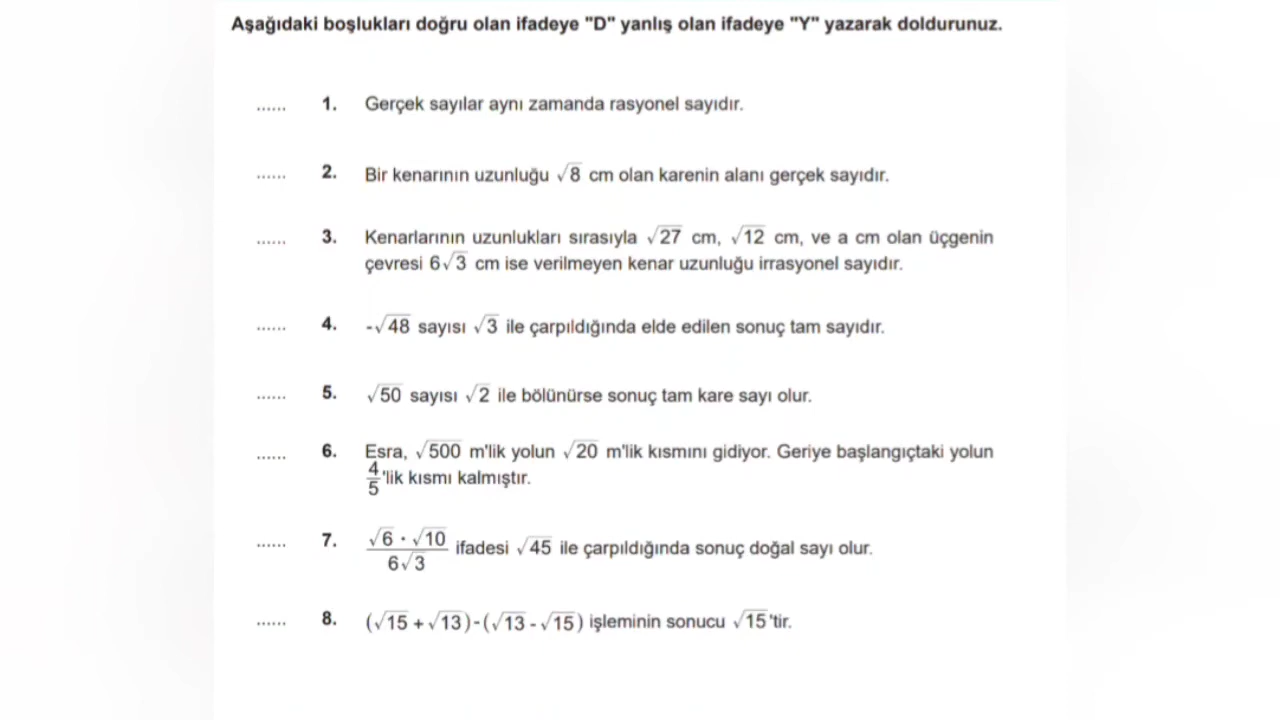 Aşağıdaki boşlukları doğru olan ifadeye "D" yanlış olan ifadeye "Y" yazarak doldurunuz.
...... 1. Gerçek sayılar aynı zamanda rasyonel sayıdır.
...... 2. Bir kenarının uzunluğu √8 cm olan karenin alanı gerçek sayıdır.
...... 3. Kenarlarının uzunlukları sırasıyla √27 cm, √12 cm, ve a cm olan üçgenin
çevresi 6√3 cm ise verilmeyen kenar uzunluğu irrasyonel sayıdır.
...... 4. -√48 sayısı √3 ile çarpıldığında elde edilen sonuç tam sayıdır.
...... 5. √50 sayısı √2 ile bölünürse sonuç tam kare sayı olur.
...... 6. Esra, √500 m'lik yolun √20 m'lik kısmını gidiyor. Geriye başlangıçtaki yolun
4/5'lik kısmı kalmıştır.
...... 7. (√6 · √10)/(6√3) ifadesi √45 ile çarpıldığında sonuç doğal sayı olur.
...... 8. (√15 + √13)-(√13 - √15) işleminin sonucu √15'tir.